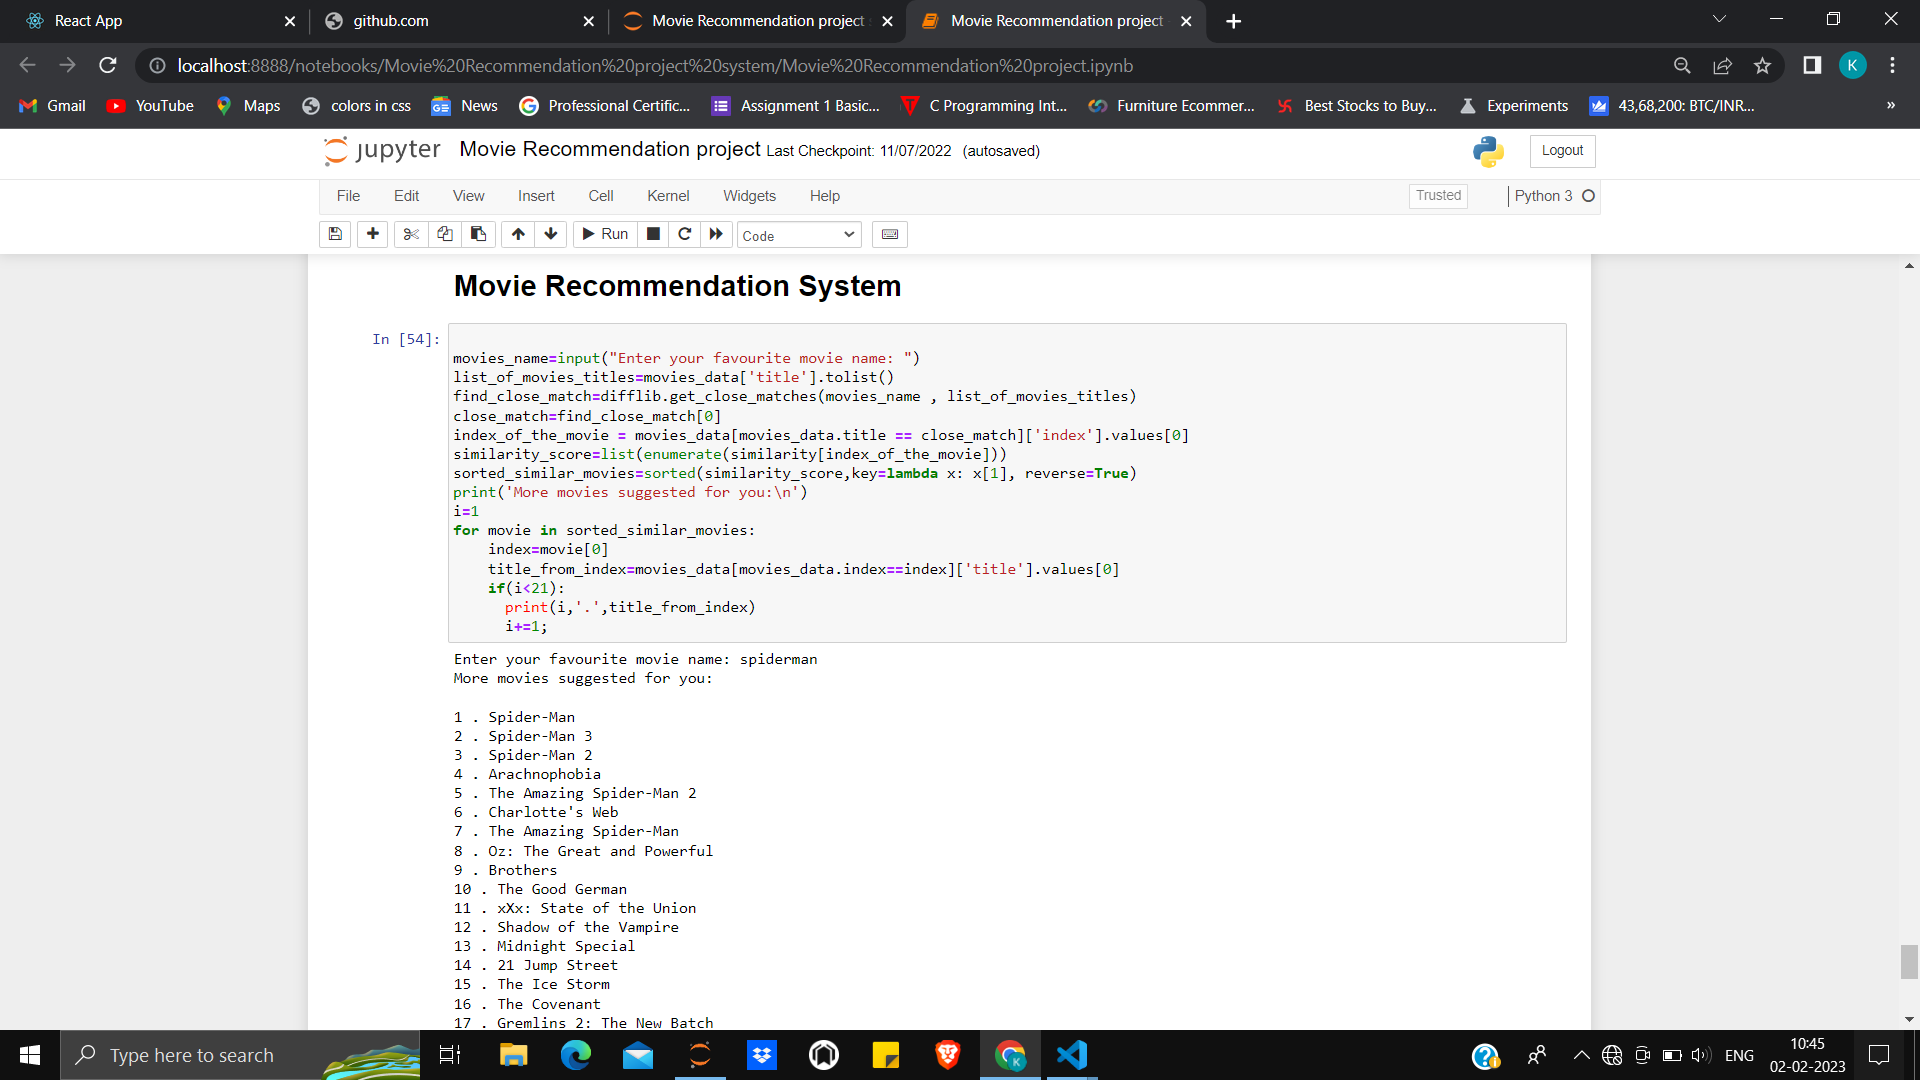 React App
github.com
Movie Recommendation project s
Movie Recommendation project -
localhost:8888/notebooks/Movie%20Recommendation%20project%20system/Movie%20Recommendation%20project.ipynb
K
Gmail
YouTube
Maps
colors in css
News
Professional Certific...
Assignment 1 Basic...
C Programming Int...
Furniture Ecommer...
Best Stocks to Buy...
Experiments
43,68,200: BTC/INR...
»
jupyter Movie Recommendation project Last Checkpoint: 11/07/2022 (autosaved)
Logout
File Edit View Insert Cell Kernel Widgets Help
Trusted
Python 3
Run
Code
Movie Recommendation System
In [54]:
movies_name=input("Enter your favourite movie name: ")
list_of_movies_titles=movies_data['title'].tolist()
find_close_match=difflib.get_close_matches(movies_name , list_of_movies_titles)
close_match=find_close_match[0]
index_of_the_movie = movies_data[movies_data.title == close_match]['index'].values[0]
similarity_score=list(enumerate(similarity[index_of_the_movie]))
sorted_similar_movies=sorted(similarity_score,key=lambda x: x[1], reverse=True)
print('More movies suggested for you:\n')
i=1
for movie in sorted_similar_movies:
    index=movie[0]
    title_from_index=movies_data[movies_data.index==index]['title'].values[0]
    if(i<21):
      print(i,'.',title_from_index)
      i+=1;
Enter your favourite movie name: spiderman
More movies suggested for you:
1 . Spider-Man
2 . Spider-Man 3
3 . Spider-Man 2
4 . Arachnophobia
5 . The Amazing Spider-Man 2
6 . Charlotte's Web
7 . The Amazing Spider-Man
8 . Oz: The Great and Powerful
9 . Brothers
10 . The Good German
11 . xXx: State of the Union
12 . Shadow of the Vampire
13 . Midnight Special
14 . 21 Jump Street
15 . The Ice Storm
16 . The Covenant
17 . Gremlins 2: The New Batch
Type here to search
ENG
10:45
02-02-2023